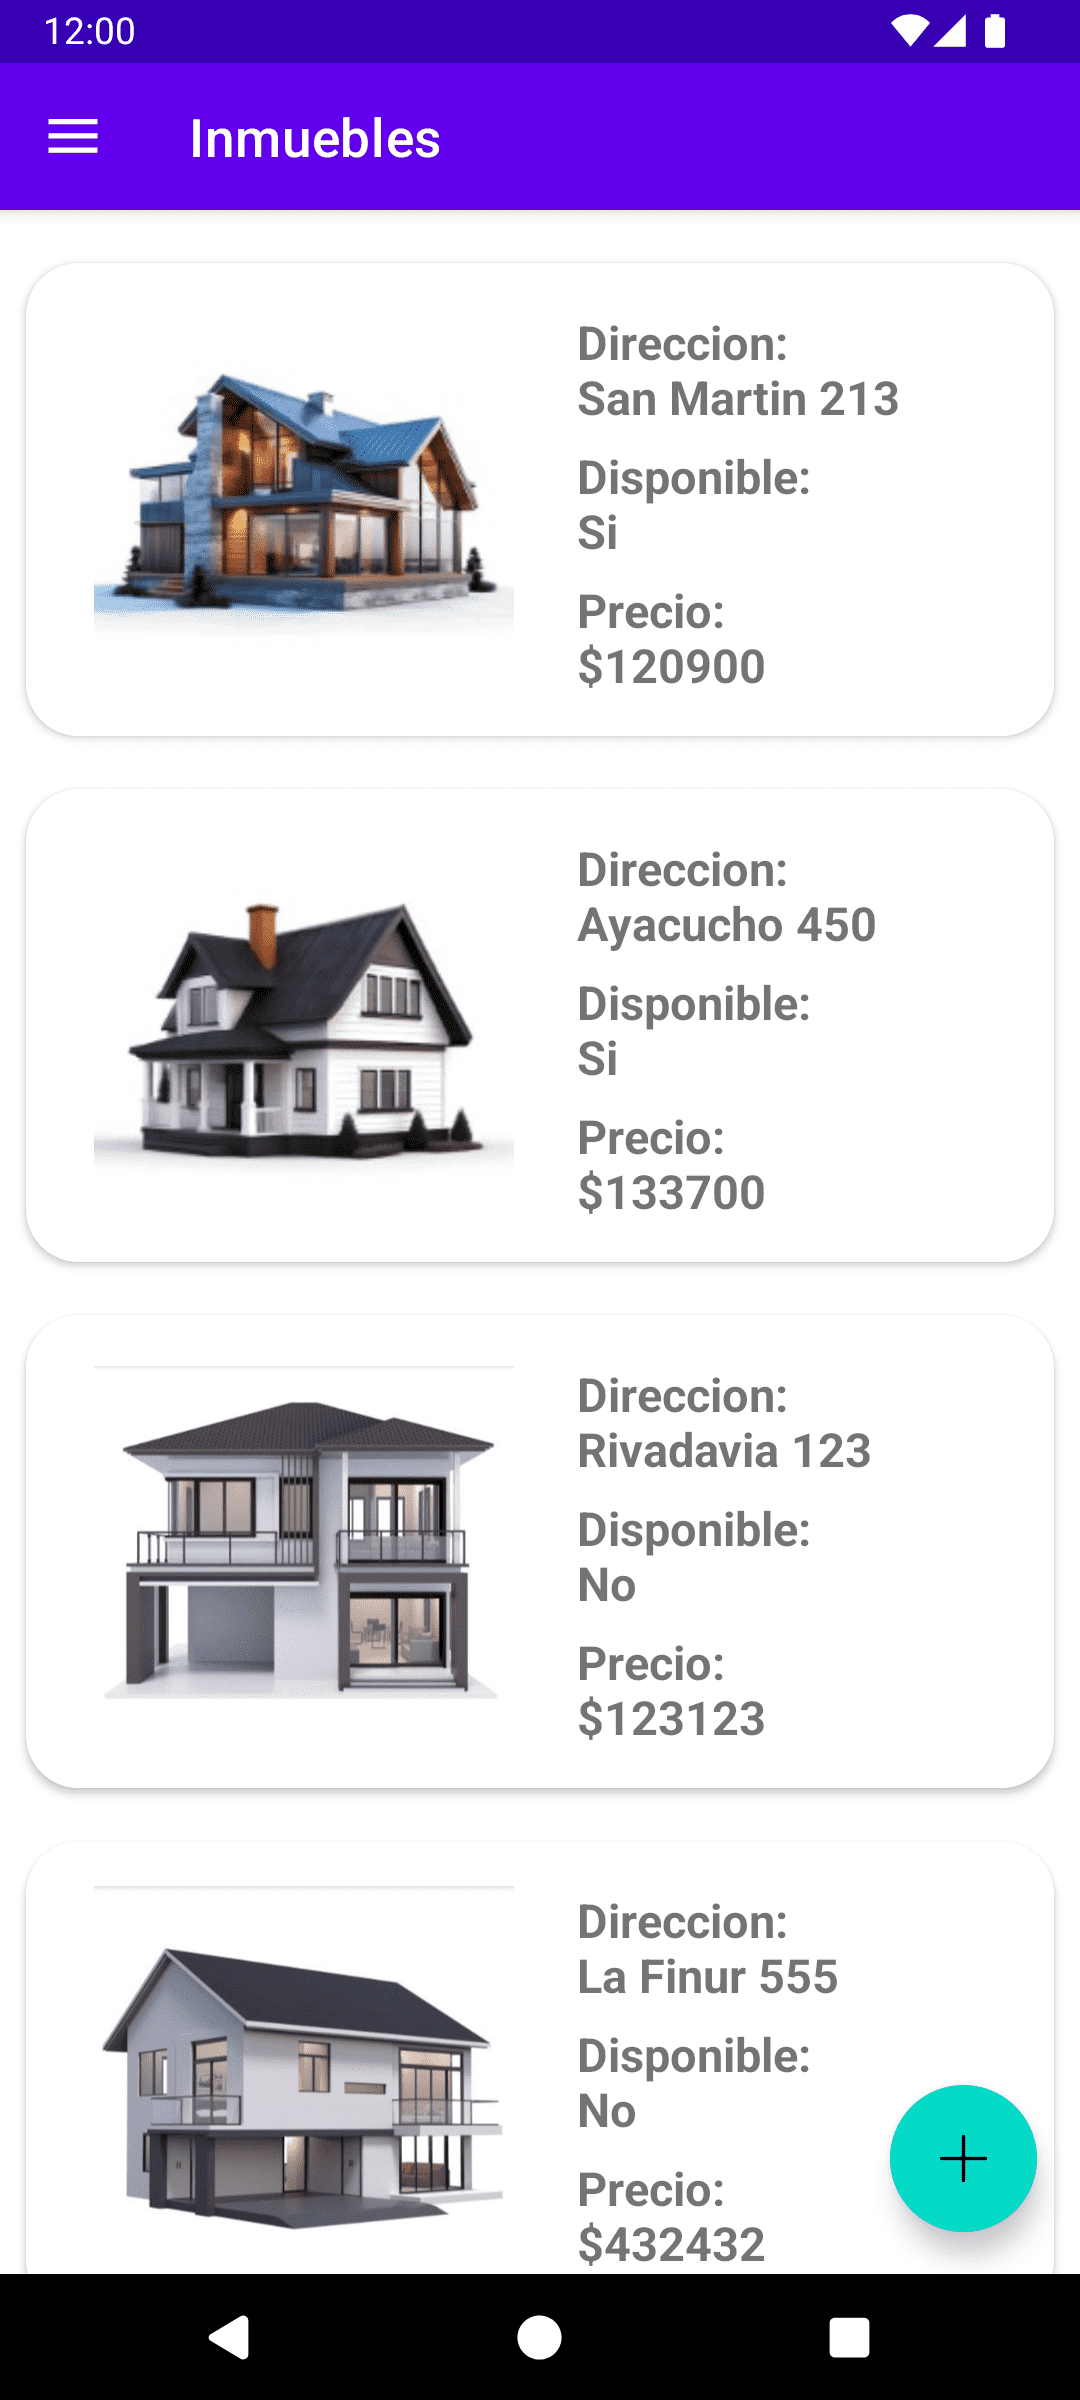 12:00
Inmuebles
Direccion:
San Martin 213
Disponible:
Si
Precio:
$120900
Direccion:
Ayacucho 450
Disponible:
Si
Precio:
$133700
Direccion:
Rivadavia 123
Disponible:
No
Precio:
$123123
Direccion:
La Finur 555
Disponible:
No
Precio:
$432432